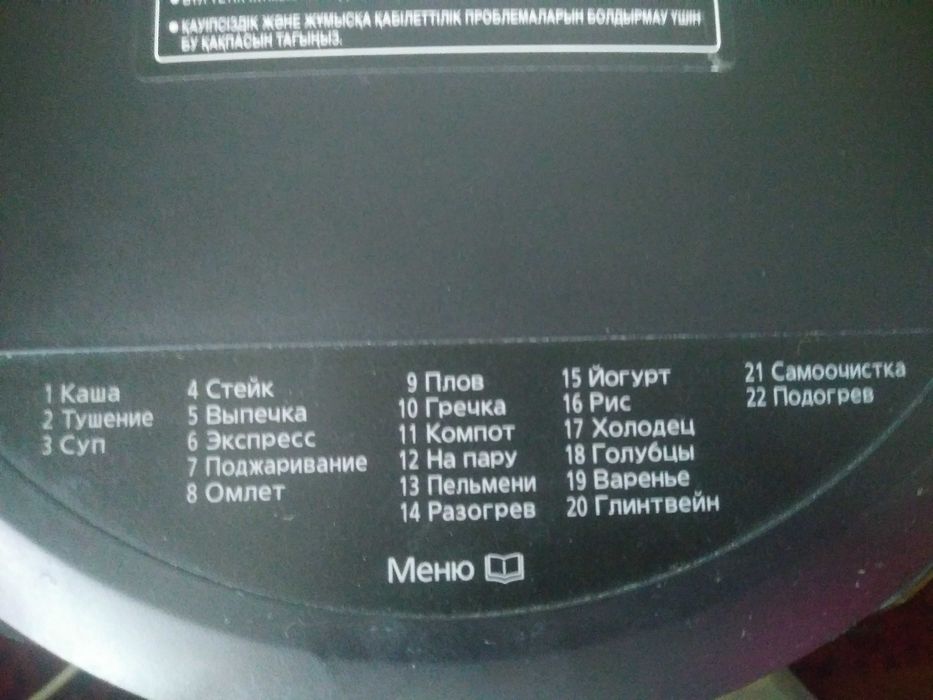 • ҚАУІПСІЗДІК ЖӘНЕ ЖҰМЫСҚА ҚАБІЛЕТТІЛІК ПРОБЛЕМАЛАРЫН БОЛДЫРМАУ ҮШІН
БУ ҚАҚПАСЫН ТАҒЫҢЫЗ.
1 Каша
2 Тушение
3 Суп
4 Стейк
5 Выпечка
6 Экспресс
7 Поджаривание
8 Омлет
9 Плов
10 Гречка
11 Компот
12 На пару
13 Пельмени
14 Разогрев
15 Йогурт
16 Рис
17 Холодец
18 Голубцы
19 Варенье
20 Глинтвейн
21 Самоочистка
22 Подогрев
Меню